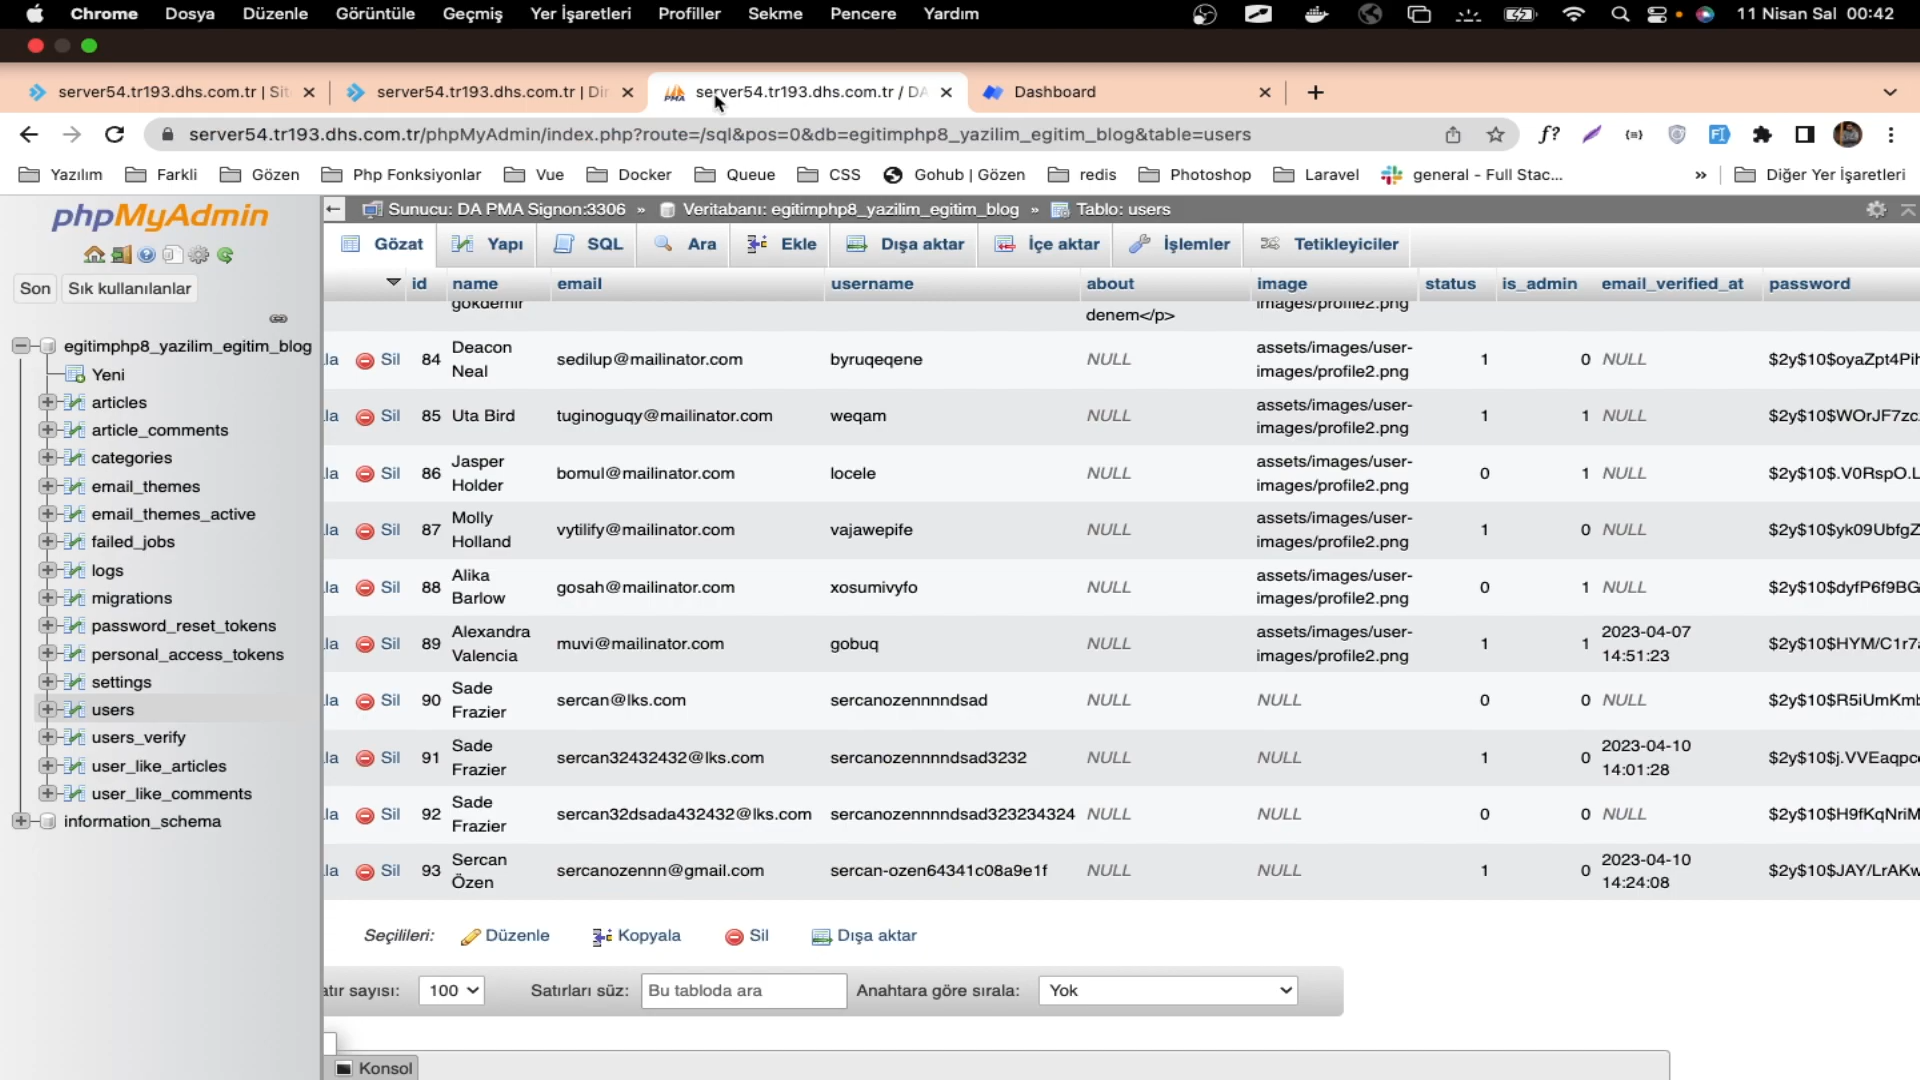 Chrome Dosya Düzenle Görüntüle Geçmiş Yer İşaretleri Profiller Sekme Pencere Yardım 11 Nisan Sal 00:42
server54.tr193.dhs.com.tr | Sit server54.tr193.dhs.com.tr | Dir server54.tr193.dhs.com.tr / DA Dashboard
server54.tr193.dhs.com.tr/phpMyAdmin/index.php?route=/sql&pos=0&db=egitimphp8_yazilim_egitim_blog&table=users
Yazılım Farkli Gözen Php Fonksiyonlar Vue Docker Queue CSS Gohub | Gözen redis Photoshop Laravel general - Full Stac... » Diğer Yer İşaretleri
phpMyAdmin
Son Sık kullanılanlar
egitimphp8_yazilim_egitim_blog
Yeni
articles
article_comments
categories
email_themes
email_themes_active
failed_jobs
logs
migrations
password_reset_tokens
personal_access_tokens
settings
users
users_verify
user_like_articles
user_like_comments
information_schema
Sunucu: DA PMA Signon:3306 » Veritabanı: egitimphp8_yazilim_egitim_blog » Tablo: users
Gözat Yapı SQL Ara Ekle Dışa aktar İçe aktar İşlemler Tetikleyiciler
id name email username about image status is_admin email_verified_at password
gökdemir images/profile2.png
denem</p>
la Sil 84 Deacon Neal sedilup@mailinator.com byruqeqene NULL assets/images/user-images/profile2.png 1 0 NULL $2y$10$oyaZpt4Pih
la Sil 85 Uta Bird tuginoguqy@mailinator.com weqam NULL assets/images/user-images/profile2.png 1 1 NULL $2y$10$WOrJF7zc
la Sil 86 Jasper Holder bomul@mailinator.com locele NULL assets/images/user-images/profile2.png 0 1 NULL $2y$10$.V0RspO.L
la Sil 87 Molly Holland vytilify@mailinator.com vajawepife NULL assets/images/user-images/profile2.png 1 0 NULL $2y$10$yk09UbfgZ
la Sil 88 Alika Barlow gosah@mailinator.com xosumivyfo NULL assets/images/user-images/profile2.png 0 1 NULL $2y$10$dyfP6f9BG
la Sil 89 Alexandra Valencia muvi@mailinator.com gobuq NULL assets/images/user-images/profile2.png 1 1 2023-04-07 14:51:23 $2y$10$HYM/C1r7
la Sil 90 Sade Frazier sercan@lks.com sercanozennnndsad NULL NULL 0 0 NULL $2y$10$R5iUmKmb
la Sil 91 Sade Frazier sercan32432432@lks.com sercanozennnndsad3232 NULL NULL 1 0 2023-04-10 14:01:28 $2y$10$j.VVEaqpc
la Sil 92 Sade Frazier sercan32dsada432432@lks.com sercanozennnndsad323234324 NULL NULL 0 0 NULL $2y$10$H9fKqNriM
la Sil 93 Sercan Özen sercanozennn@gmail.com sercan-ozen64341c08a9e1f NULL NULL 1 0 2023-04-10 14:24:08 $2y$10$JAY/LrAKw
Seçilileri: Düzenle Kopyala Sil Dışa aktar
atır sayısı: 100 Satırları süz: Bu tabloda ara Anahtara göre sırala: Yok
Konsol